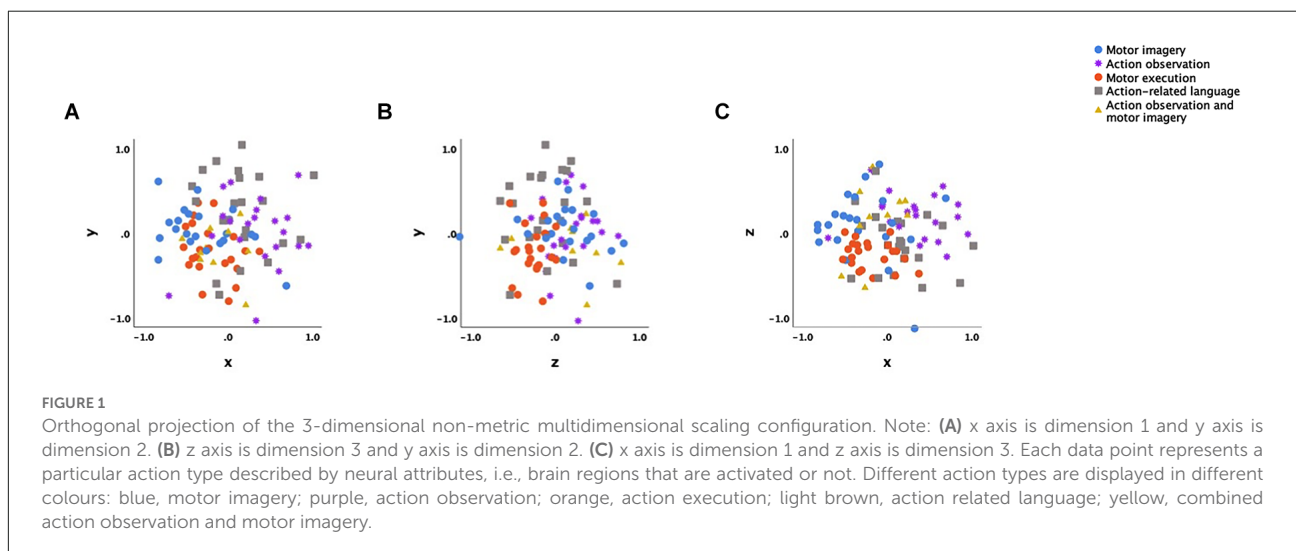 Motor imagery
Action observation
Motor execution
Action-related language
Action observation and
motor imagery
A
B
C
1.0
1.0
1.0
y
.0
y
.0
z
.0
-1.0
-1.0
-1.0
-1.0
.0
1.0
-1.0
.0
1.0
-1.0
.0
1.0
x
z
x
FIGURE 1
Orthogonal projection of the 3-dimensional non-metric multidimensional scaling configuration. Note: (A) x axis is dimension 1 and y axis is
dimension 2. (B) z axis is dimension 3 and y axis is dimension 2. (C) x axis is dimension 1 and z axis is dimension 3. Each data point represents a
particular action type described by neural attributes, i.e., brain regions that are activated or not. Different action types are displayed in different
colours: blue, motor imagery; purple, action observation; orange, action execution; light brown, action related language; yellow, combined
action observation and motor imagery.